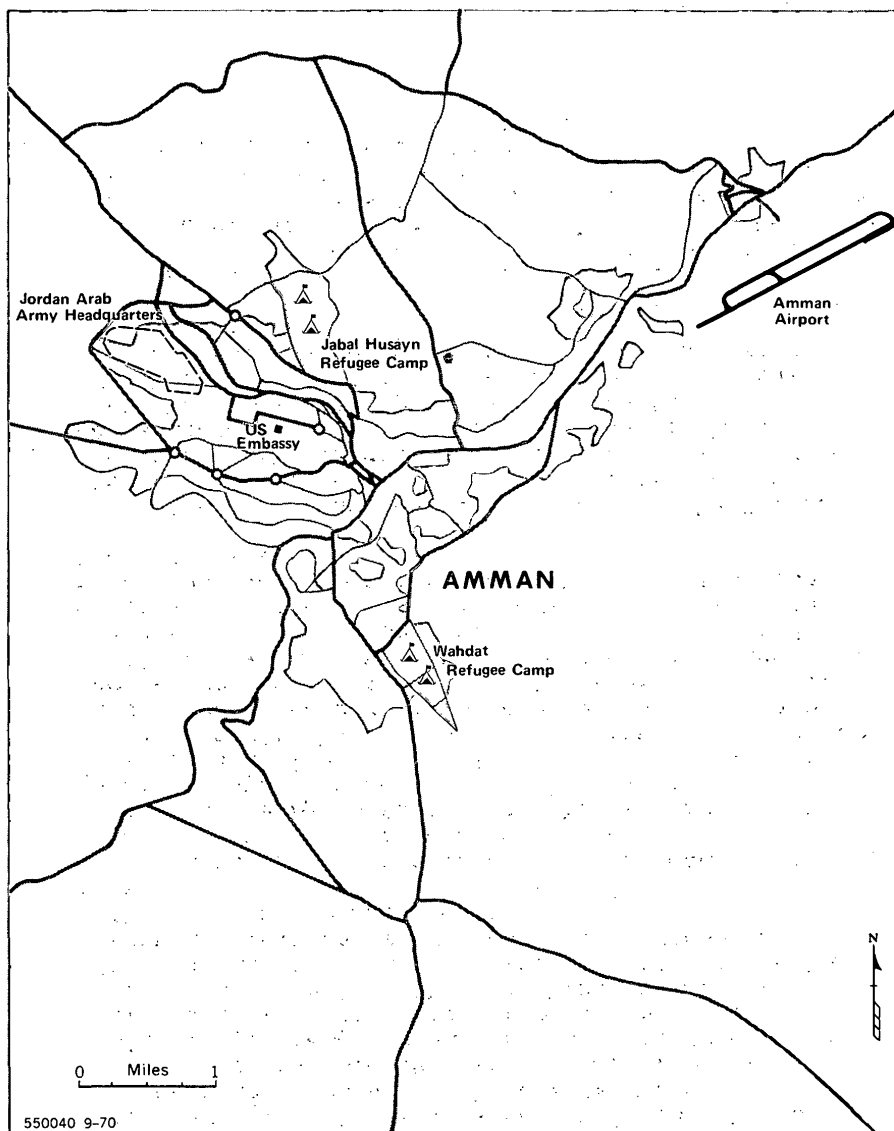 Jordan Arab
Army Headquarters
Jabal Husayn
Refugee Camp
Amman
Airport
US
Embassy
AMMAN
Wahdat
Refugee Camp
N
0 Miles 1
550040 9-70